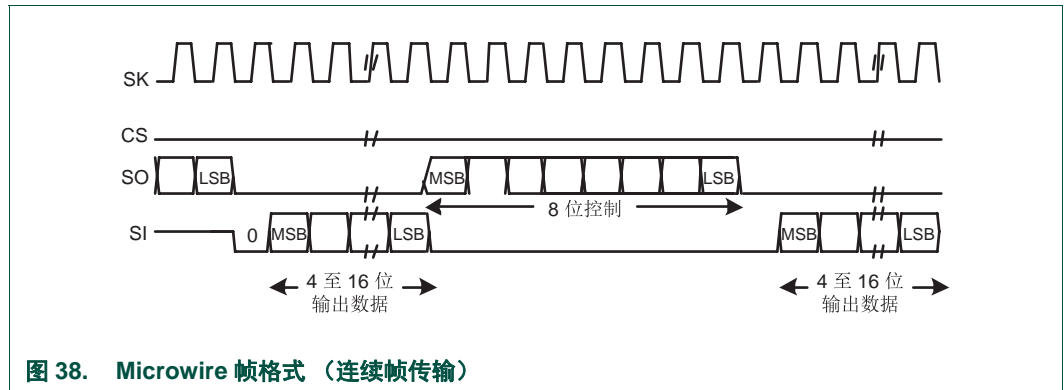 SK
CS
SO
LSB
MSB
LSB
8 位控制
SI
0
MSB
LSB
MSB
LSB
4 至 16 位
输出数据
4 至 16 位
输出数据
图 38. Microwire 帧格式 （连续帧传输）